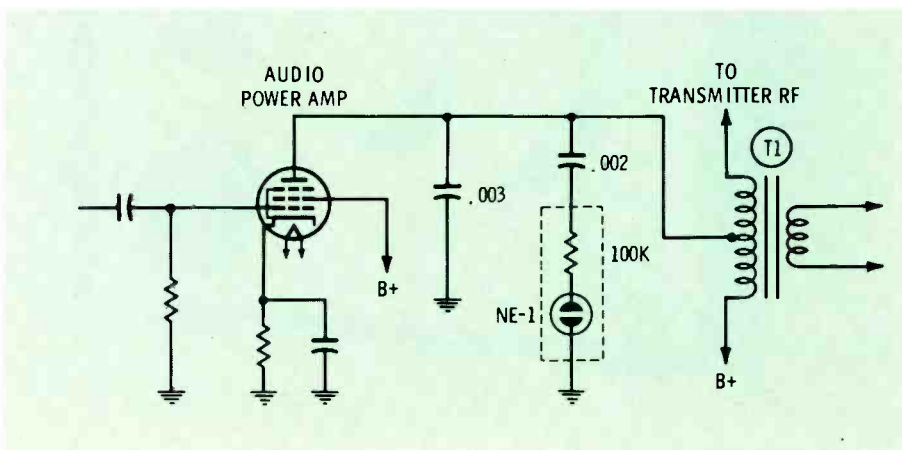 AUDIO
POWER AMP
TO
TRANSMITTER RF
T1
.002
.003
100K
B+
NE-1
B+